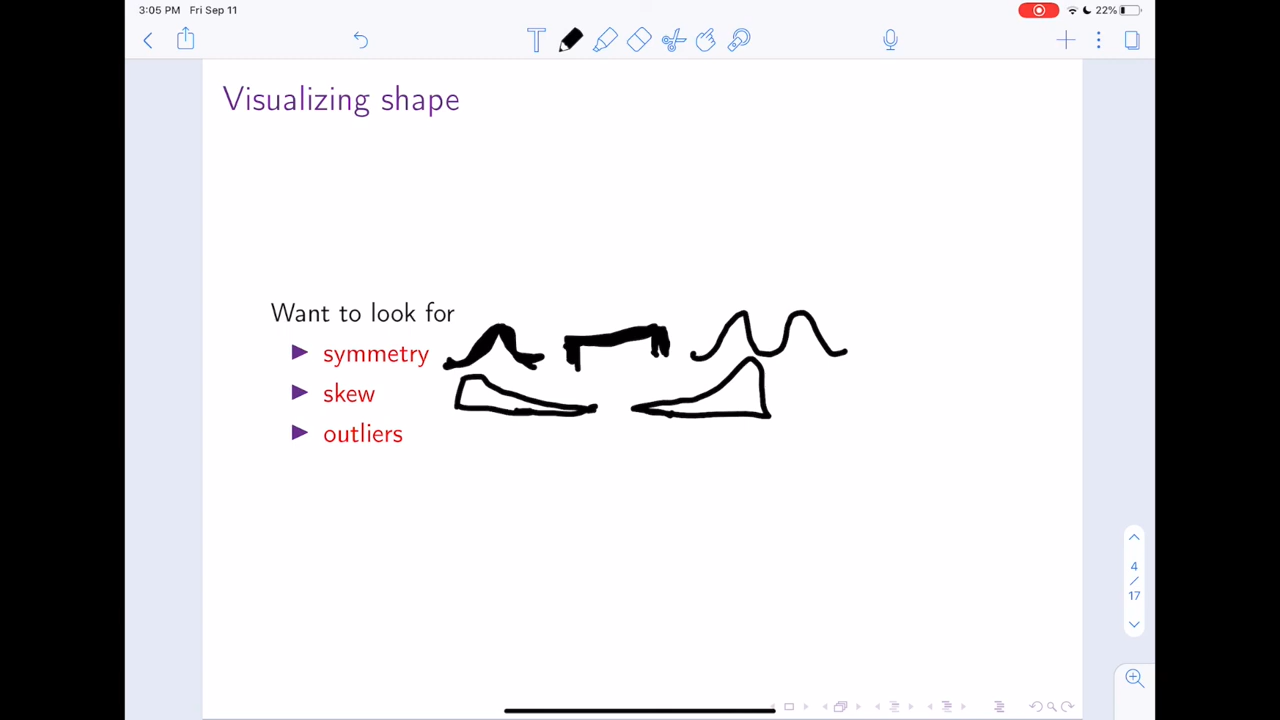 3:05 PM Fri Sep 11
22%
T
Visualizing shape
Want to look for
symmetry
skew
outliers
4
/
17